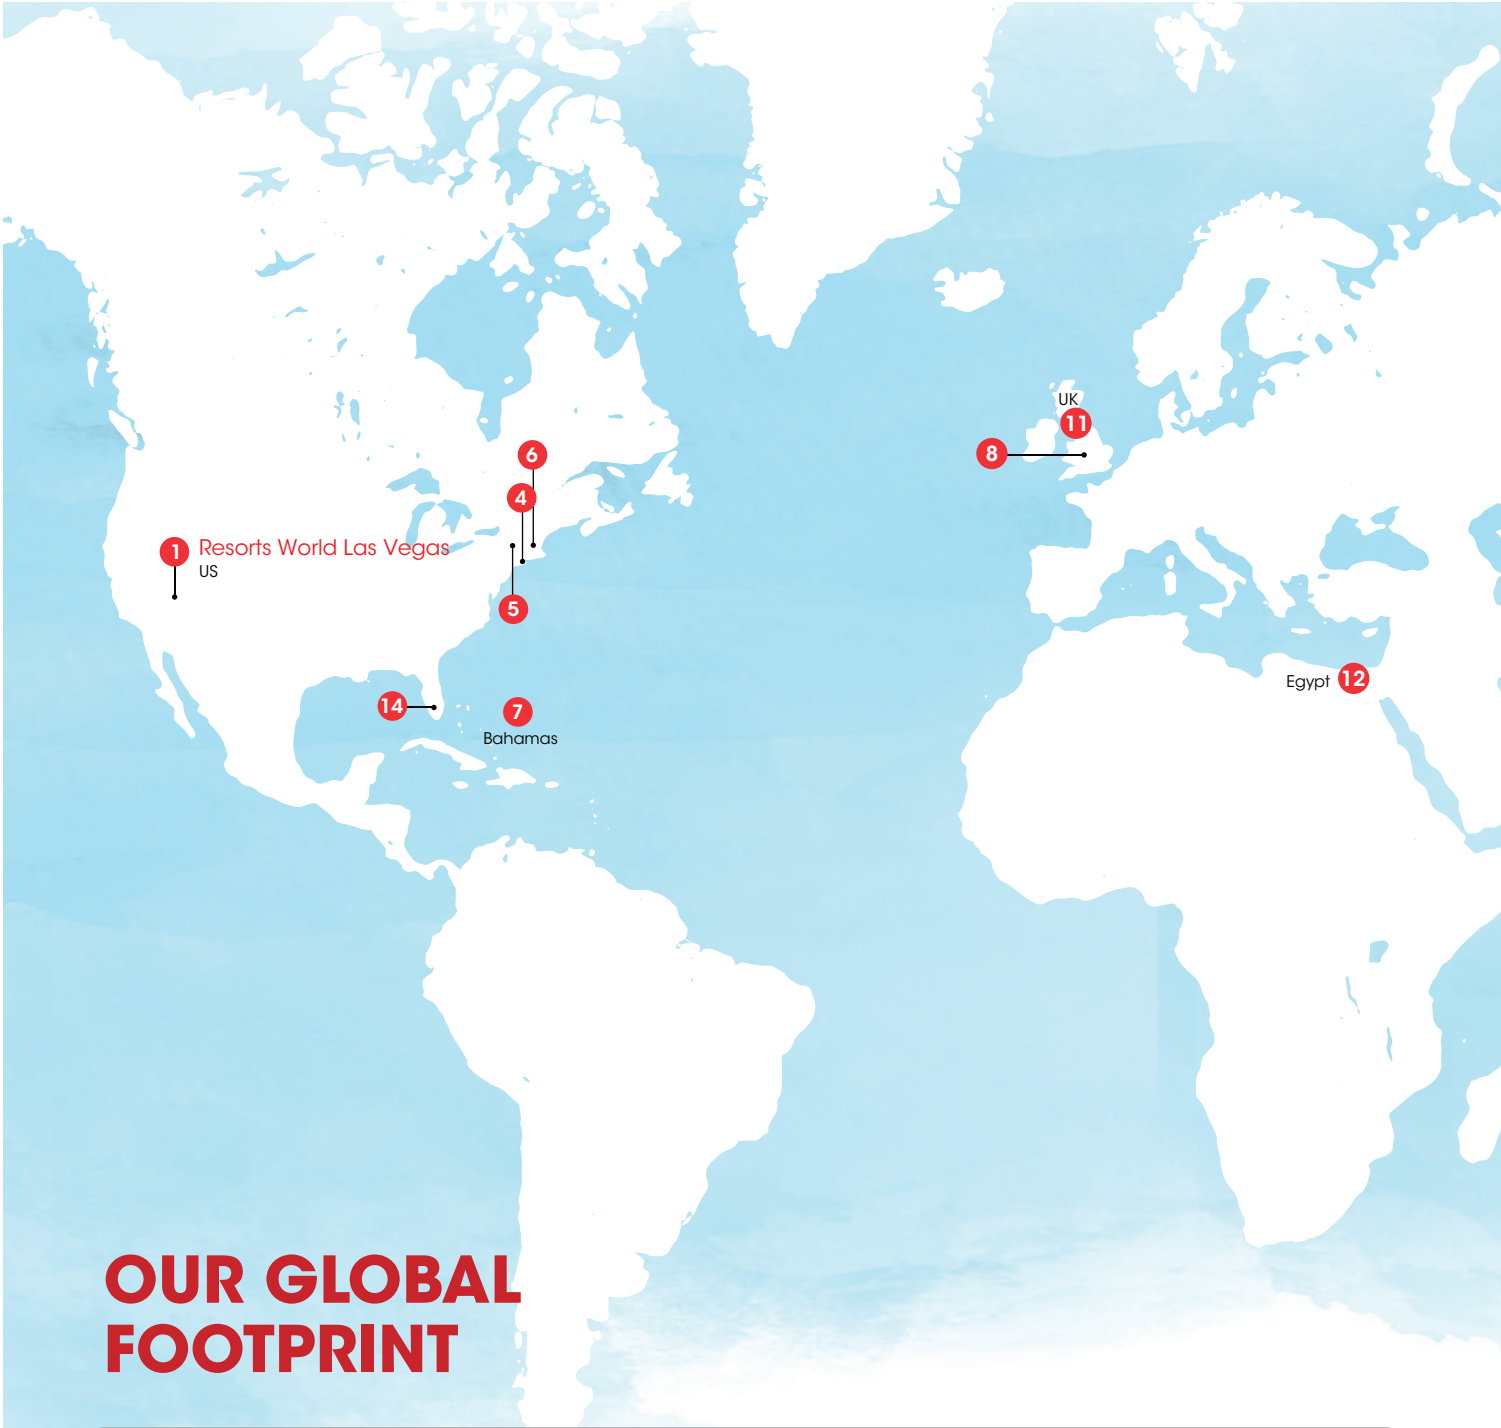 UK
11
8
6
4
1 Resorts World Las Vegas
US
5
Egypt 12
14
7
Bahamas
OUR GLOBAL
FOOTPRINT